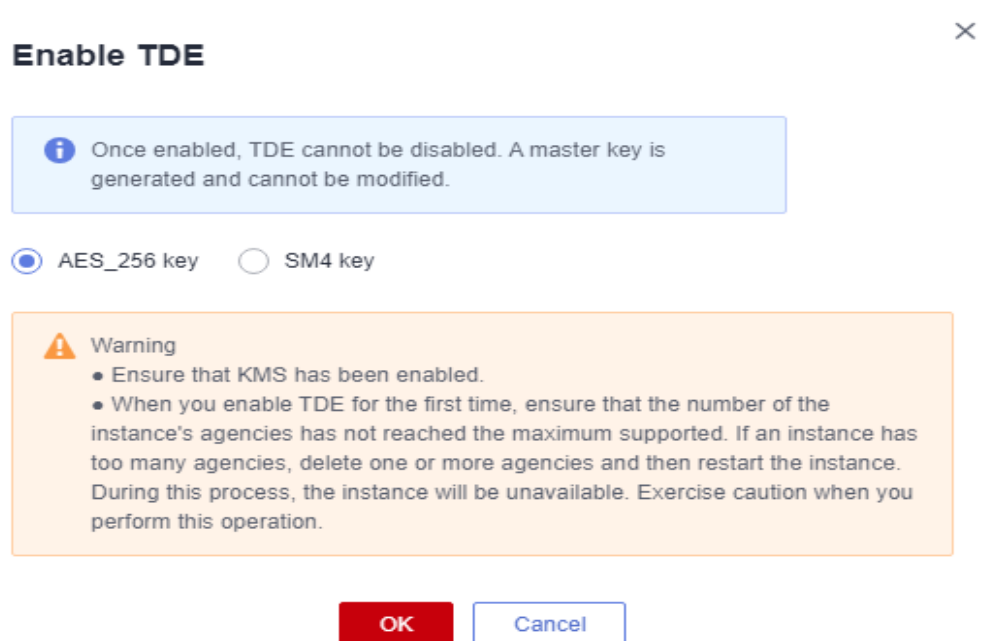 Enable TDE
Once enabled, TDE cannot be disabled. A master key is
generated and cannot be modified.
AES_256 key SM4 key
Warning
● Ensure that KMS has been enabled.
● When you enable TDE for the first time, ensure that the number of the
instance's agencies has not reached the maximum supported. If an instance has
too many agencies, delete one or more agencies and then restart the instance.
During this process, the instance will be unavailable. Exercise caution when you
perform this operation.
OK Cancel